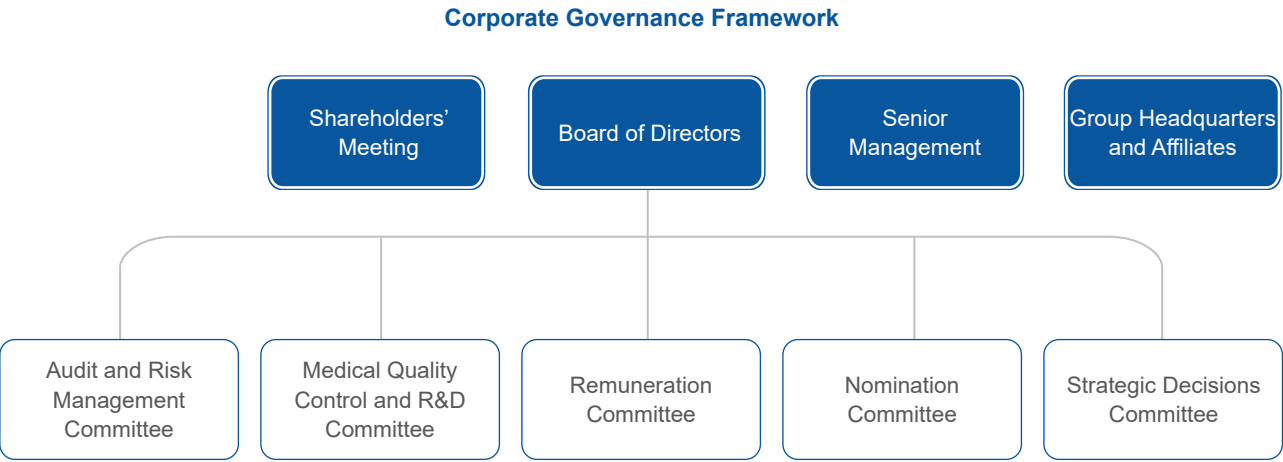 Corporate Governance Framework
Shareholders’
Meeting
Board of Directors
Senior
Management
Group Headquarters
and Affiliates
Audit and Risk
Management
Committee
Medical Quality
Control and R&D
Committee
Remuneration
Committee
Nomination
Committee
Strategic Decisions
Committee